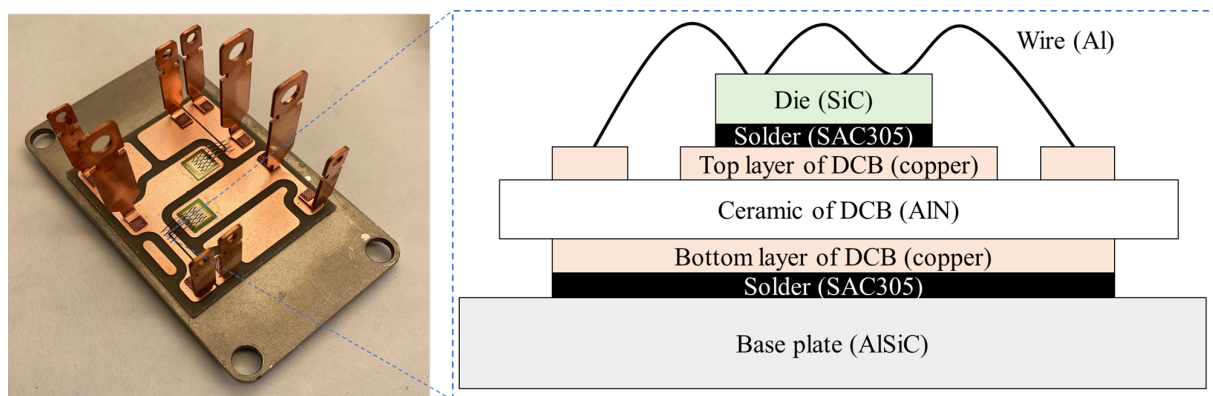 Wire (Al)
Die (SiC)
Solder (SAC305)
Top layer of DCB (copper)
Ceramic of DCB (AlN)
Bottom layer of DCB (copper)
Solder (SAC305)
Base plate (AlSiC)